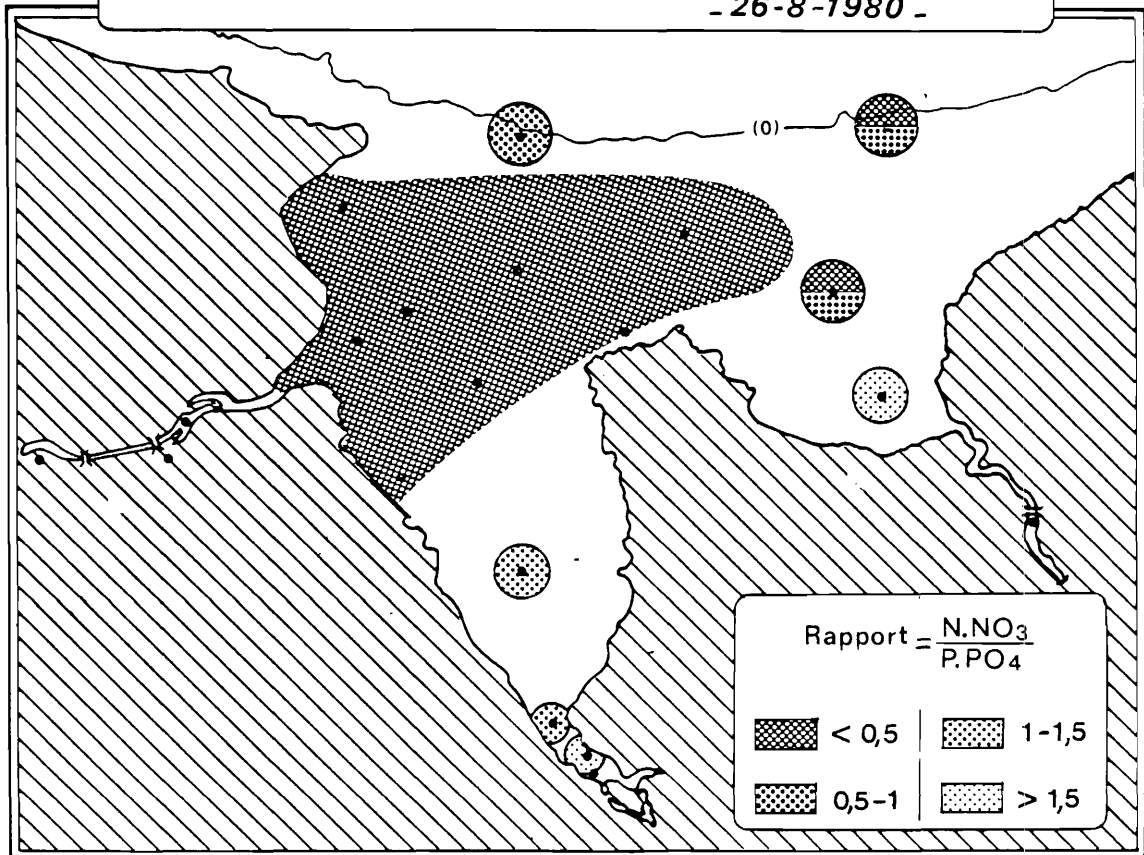 - 26-8-1980 -
(0)
Rapport = N.NO3
P.PO4
< 0,5
1-1,5
0,5-1
> 1,5